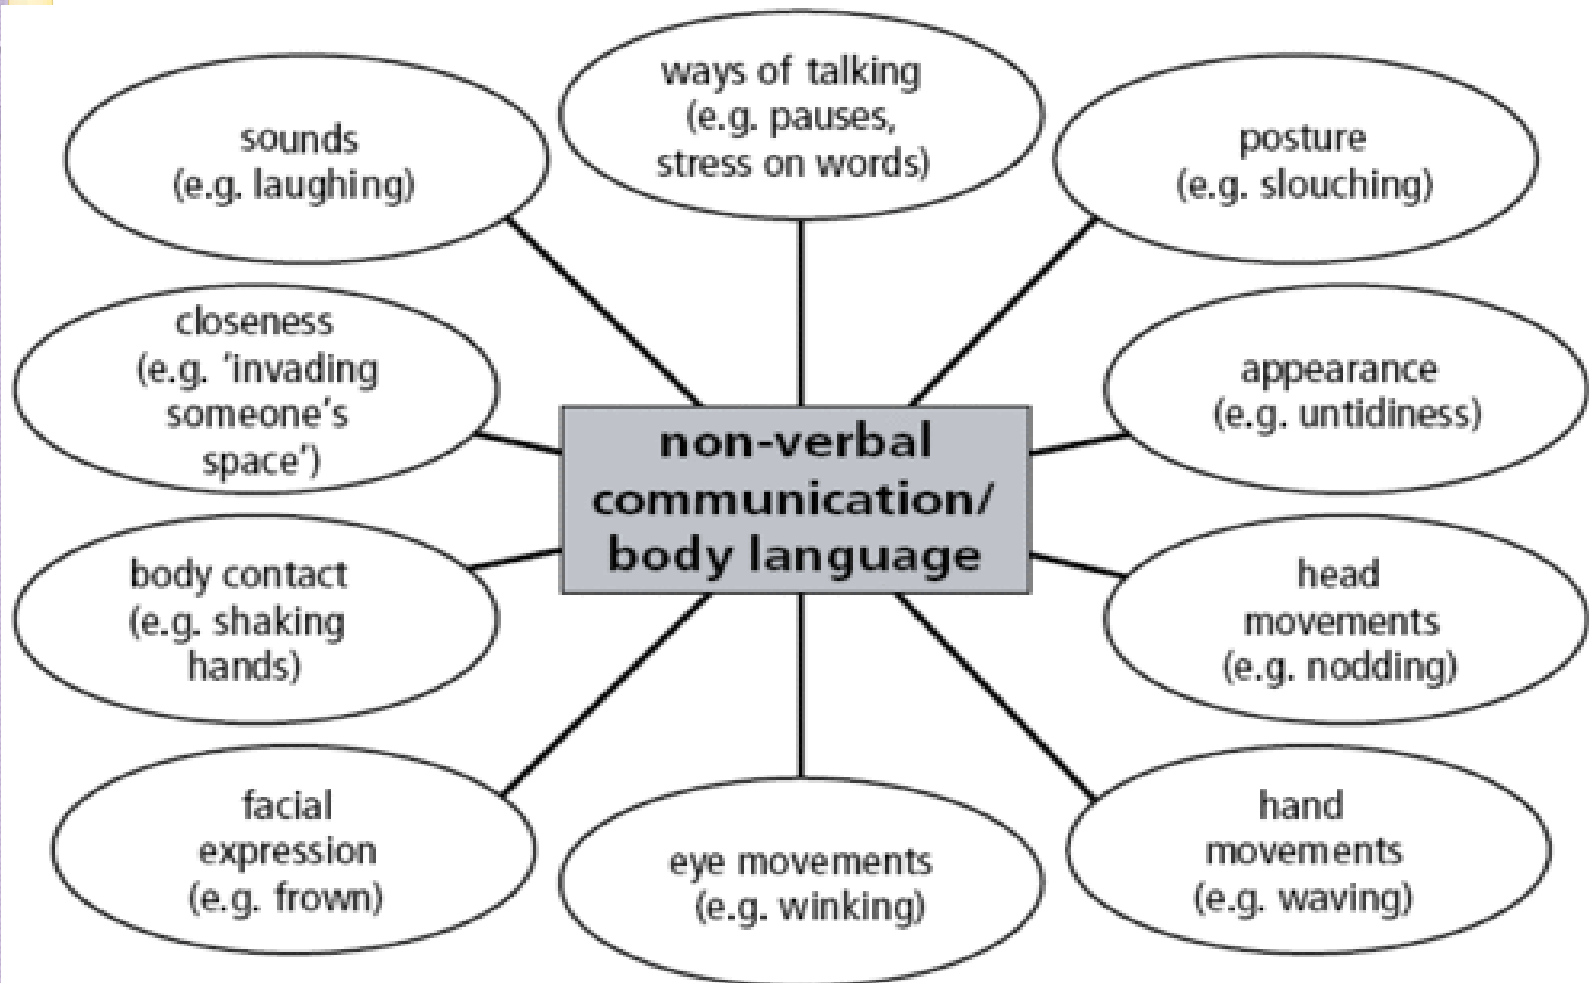 ways of talking
(e.g. pauses,
stress on words)
sounds
(e.g. laughing)
posture
(e.g. slouching)
closeness
(e.g. 'invading
someone's
space')
appearance
(e.g. untidiness)
non-verbal
communication/
body language
body contact
(e.g. shaking
hands)
head
movements
(e.g. nodding)
facial
expression
(e.g. frown)
eye movements
(e.g. winking)
hand
movements
(e.g. waving)